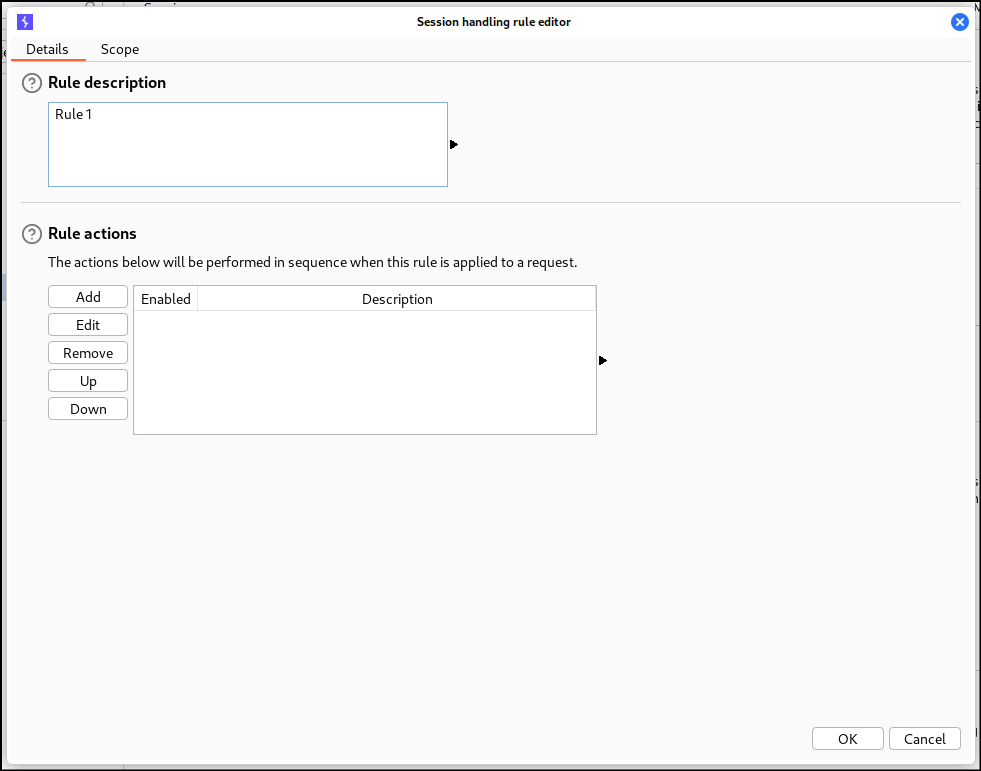 Session handling rule editor
Details Scope
Rule description
Rule 1
Rule actions
The actions below will be performed in sequence when this rule is applied to a request.
Add
Edit
Remove
Up
Down
Enabled Description
OK Cancel